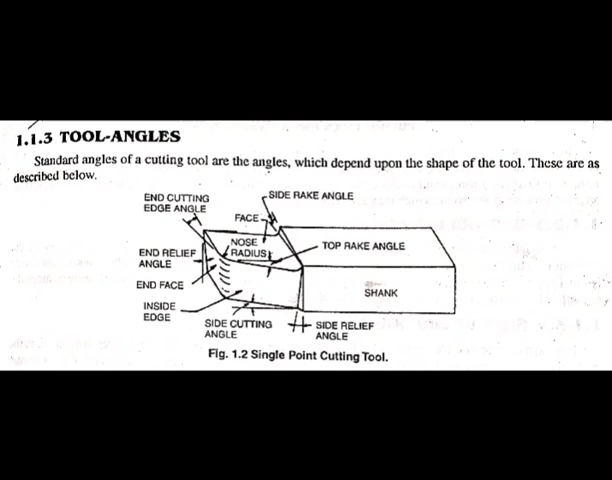 1.1.3 TOOL-ANGLES
Standard angles of a cutting tool are the angles, which depend upon the shape of the tool. These are as
described below.
END CUTTING
EDGE ANGLE
SIDE RAKE ANGLE
FACE
NOSE
RADIUS
TOP RAKE ANGLE
END RELIEF
ANGLE
END FACE
SHANK
INSIDE
EDGE
SIDE CUTTING
ANGLE
SIDE RELIEF
ANGLE
Fig. 1.2 Single Point Cutting Tool.